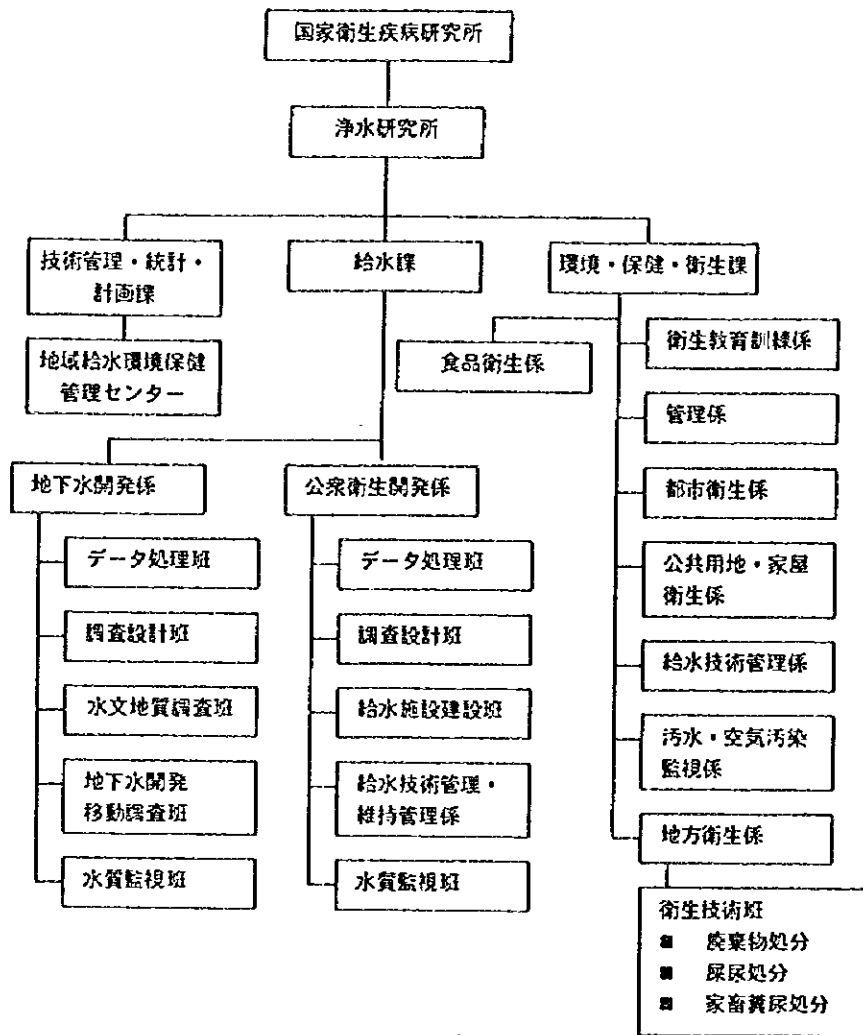 国家衛生疾病研究所
浄水研究所
技術管理・統計・
計画課
給水課
環境・保健・衛生課
地域給水環境保健
管理センター
食品衛生係
衛生教育訓練係
管理係
都市衛生係
公共用地・家屋
衛生係
給水技術管理係
汚水・空気汚染
監視係
地方衛生係
衛生技術班
■ 廃棄物処分
■ 屎尿処分
■ 家畜糞尿処分
地下水開発係
データ処理班
調査設計班
水文地質調査班
地下水開発
移動調査班
水質監視班
公衆衛生開発係
データ処理班
調査設計班
給水施設建設班
給水技術管理・
維持管理係
水質監視班